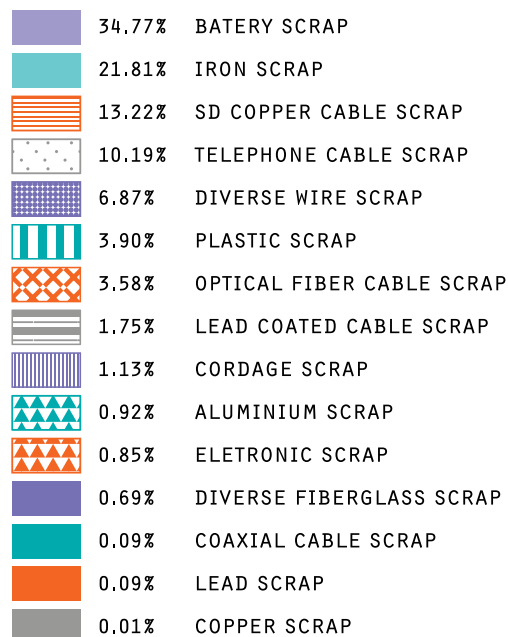 34.77% BATERY SCRAP
21.81% IRON SCRAP
13.22% SD COPPER CABLE SCRAP
10.19% TELEPHONE CABLE SCRAP
6.87% DIVERSE WIRE SCRAP
3.90% PLASTIC SCRAP
3.58% OPTICAL FIBER CABLE SCRAP
1.75% LEAD COATED CABLE SCRAP
1.13% CORDAGE SCRAP
0.92% ALUMINIUM SCRAP
0.85% ELETRONIC SCRAP
0.69% DIVERSE FIBERGLASS SCRAP
0.09% COAXIAL CABLE SCRAP
0.09% LEAD SCRAP
0.01% COPPER SCRAP